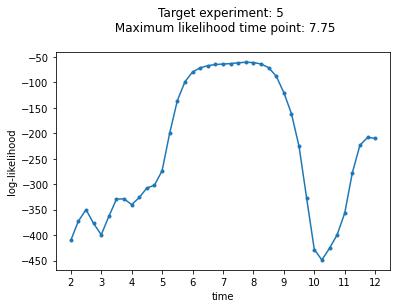 Target experiment: 5
Maximum likelihood time point: 7.75
−50
−100
−150
−200
−250
−300
−350
−400
−450
log-likelihood
2 3 4 5 6 7 8 9 10 11 12
time